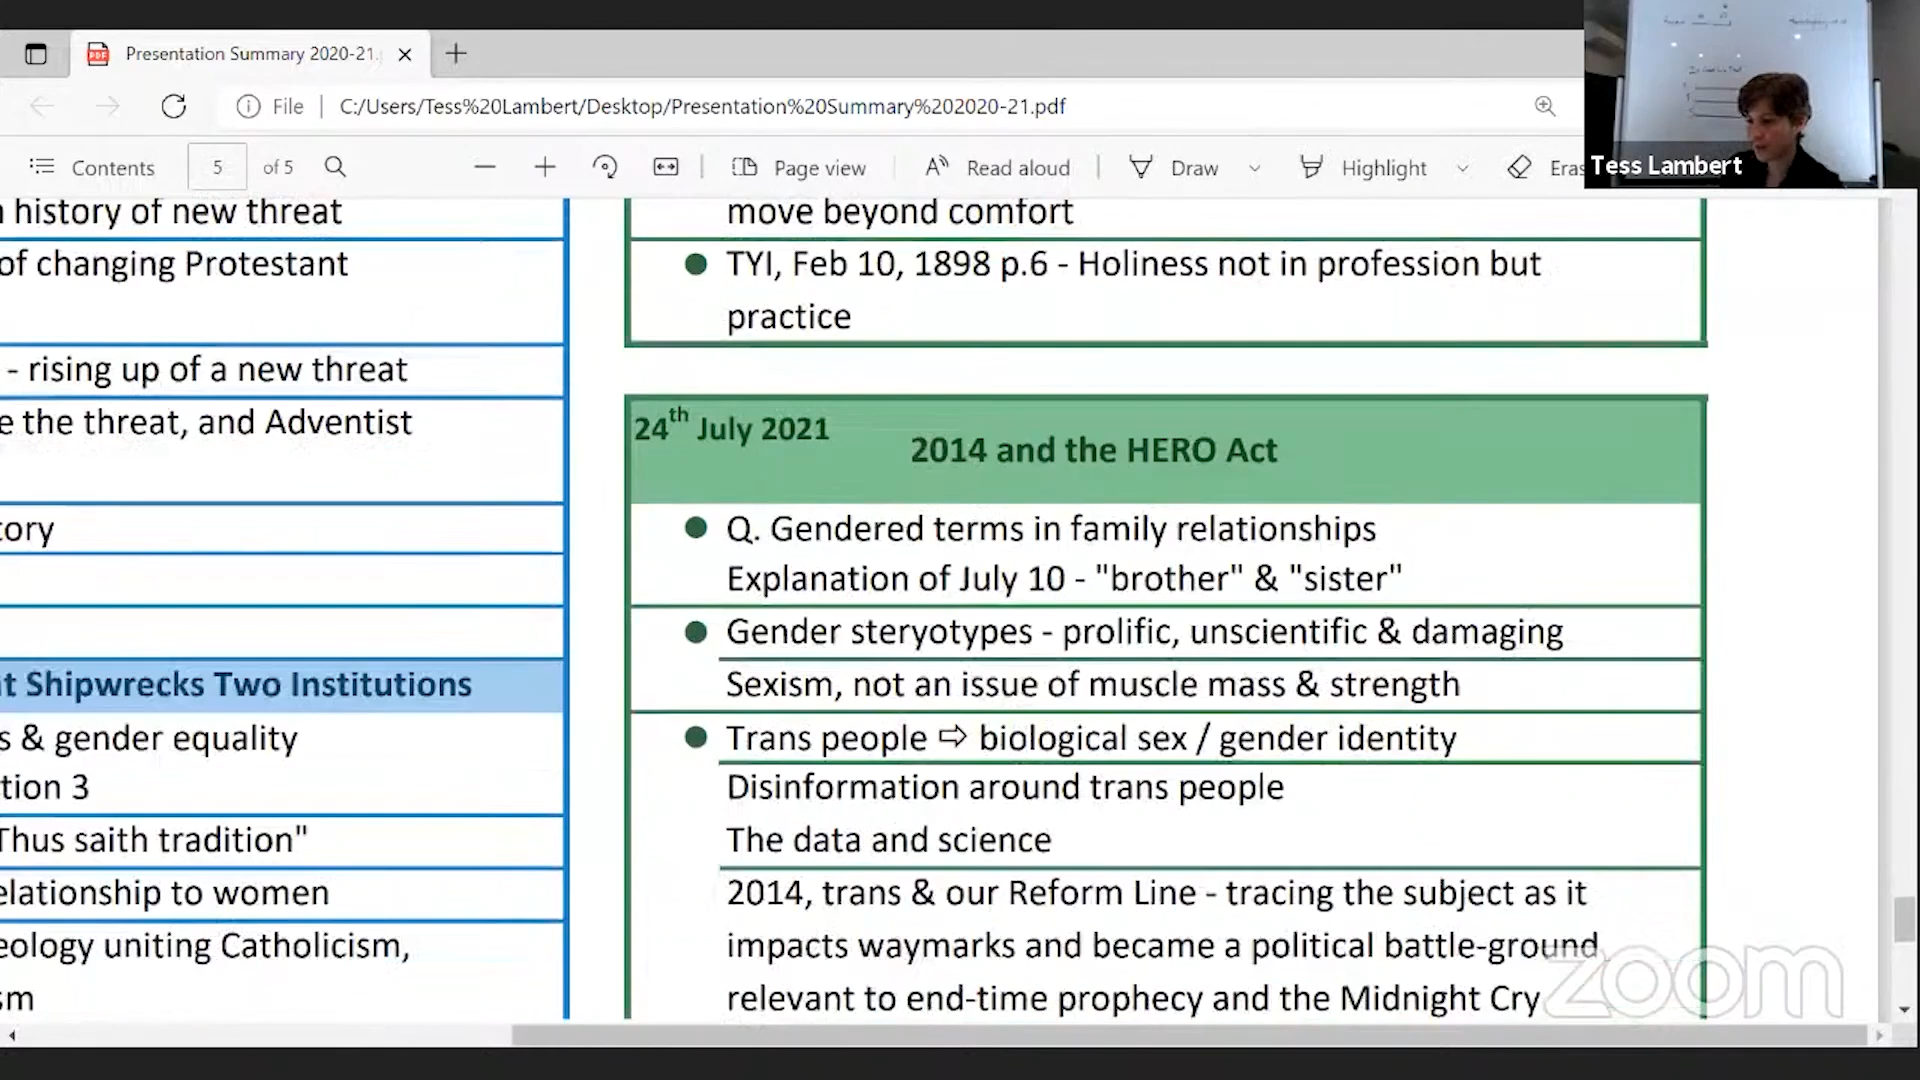 Presentation Summary 2020-21.
File
C:/Users/Tess%20Lambert/Desktop/Presentation%20Summary%202020-21.pdf
Contents
5
of 5
Page view
Read aloud
Draw
Highlight
Eras
Tess Lambert
history of new threat
of changing Protestant
- rising up of a new threat
e the threat, and Adventist
tory
t Shipwrecks Two Institutions
s & gender equality
tion 3
Thus saith tradition"
elationship to women
eology uniting Catholicism,
sm
move beyond comfort
TYI, Feb 10, 1898 p.6 - Holiness not in profession but
practice
24th July 2021
2014 and the HERO Act
Q. Gendered terms in family relationships
Explanation of July 10 - "brother" & "sister"
Gender steryotypes - prolific, unscientific & damaging
Sexism, not an issue of muscle mass & strength
Trans people ⇨ biological sex / gender identity
Disinformation around trans people
The data and science
2014, trans & our Reform Line - tracing the subject as it
impacts waymarks and became a political battle-ground
relevant to end-time prophecy and the Midnight Cry
zoom